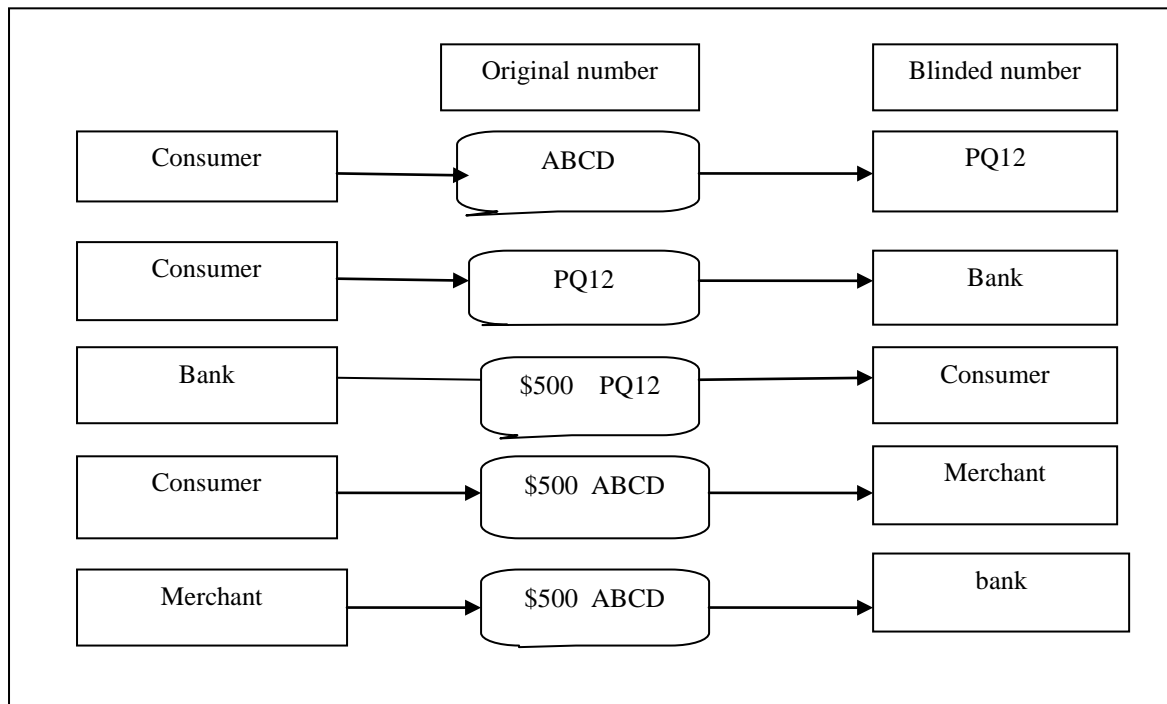 Original number
Blinded number
Consumer
ABCD
PQ12
Consumer
PQ12
Bank
Bank
$500 PQ12
Consumer
Consumer
$500 ABCD
Merchant
Merchant
$500 ABCD
bank